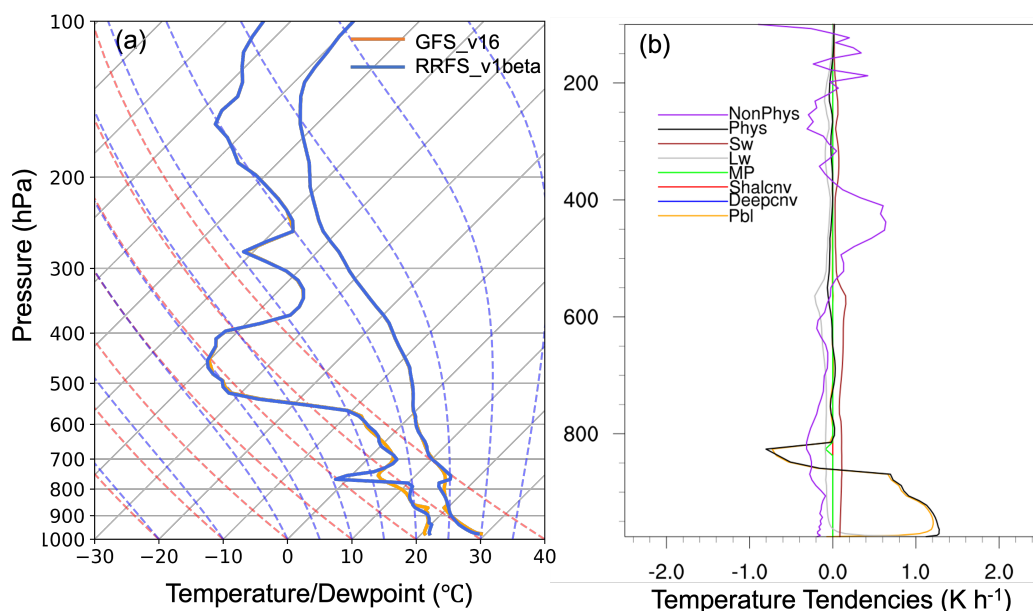 (a)
GFS_v16
RRFS_v1beta
Pressure (hPa)
100
200
300
400
500
600
700
800
900
1000
−30
−20
−10
0
10
20
30
40
Temperature/Dewpoint (℃)
(b)
NonPhys
Phys
Sw
Lw
MP
Shalcnv
Deepcnv
Pbl
200
400
600
800
-2.0
-1.0
0.0
1.0
2.0
Temperature Tendencies (K h-1)